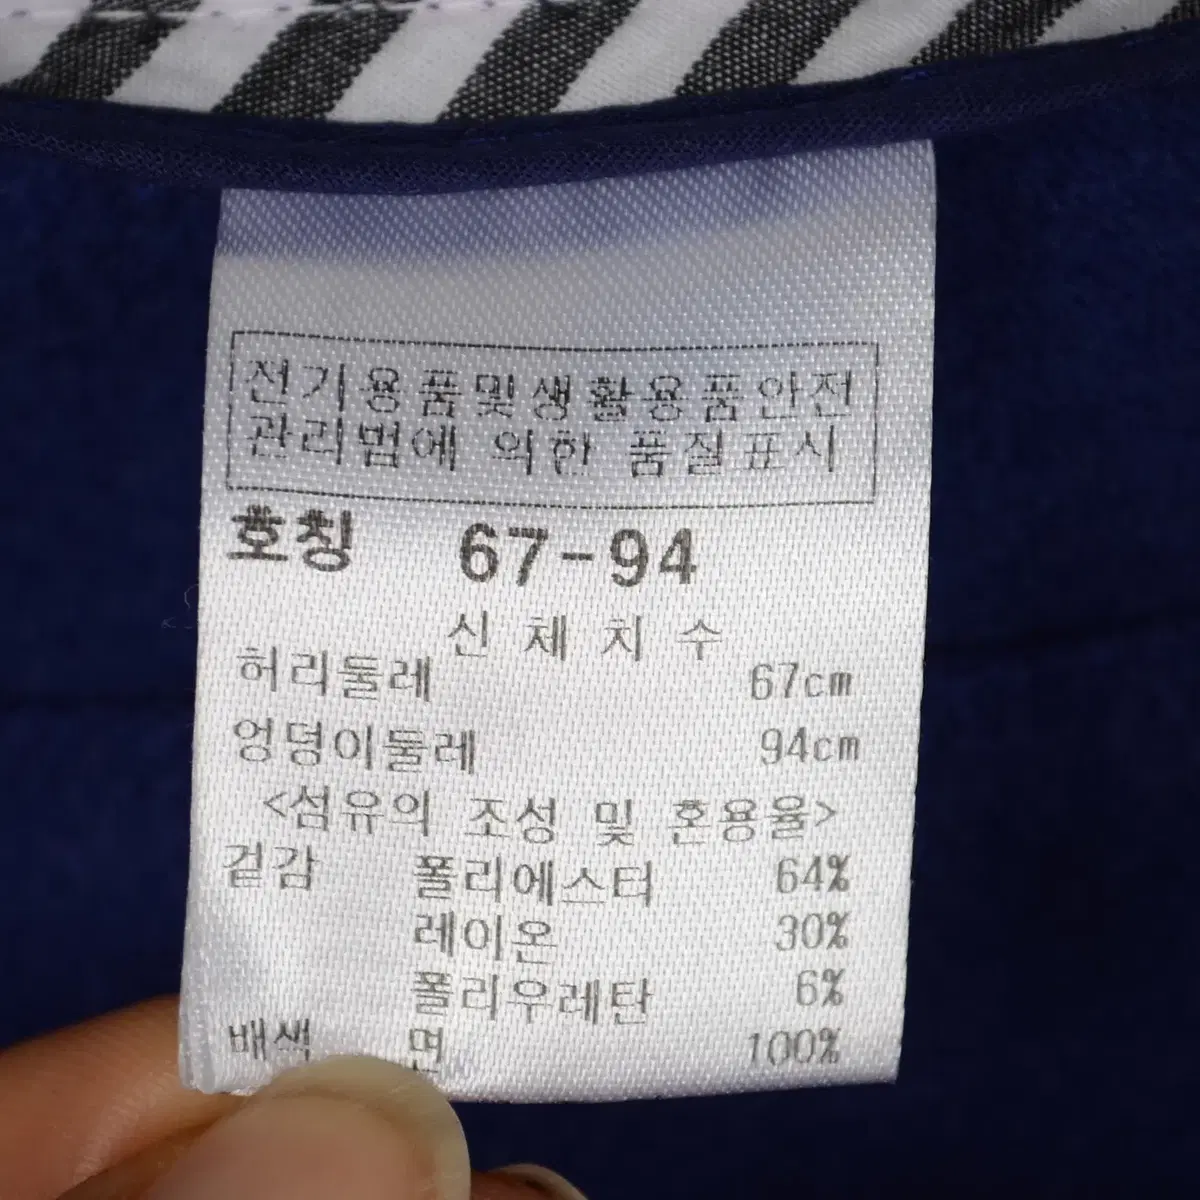 전기용품및생활용품안전
관리법에 의한 품질표시
호칭 67-94
신체치수
허리둘레 67cm
엉덩이둘레 94cm
<섬유의 조성 및 혼용율>
겉감 폴리에스터 64%
레이온 30%
폴리우레탄 6%
배색 면 100%